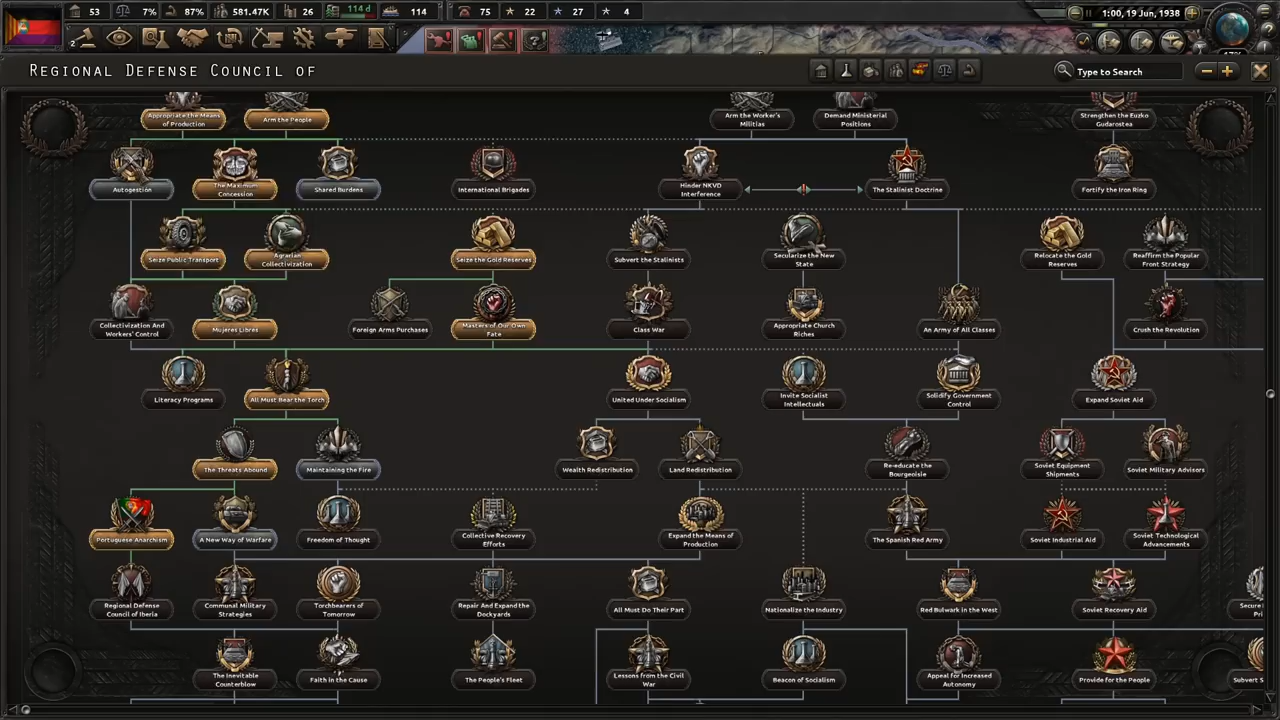 53 7% 87% 581.47K 26 114 d 114 75 22 27 4 1:00, 19 Jun, 1938
2
REGIONAL DEFENSE COUNCIL OF
Type to Search
Appropriate the Means
of Production
Arm the People
Arm the Worker's
Militias
Demand Ministerial
Positions
Strengthen the Euzko
Gudarostea
Autogestion
The Maximum
Concession
Shared Burdens
International Brigades
Hinder NKVD
Interference
The Stalinist Doctrine
Fortify the Iron Ring
Seize Public Transport
Agrarian
Collectivization
Seize the Gold Reserves
Subvert the Stalinists
Secularize the New
State
Relocate the Gold
Reserves
Reaffirm the Popular
Front Strategy
Collectivization And
Workers' Control
Mujeres Libres
Foreign Arms Purchases
Masters of Our Own
Fate
Class War
Appropriate Church
Riches
An Army of All Classes
Crush the Revolution
Literacy Programs
All Must Bear the Torch
United Under Socialism
Invite Socialist
Intellectuals
Solidify Government
Control
Expand Soviet Aid
The Threats Abound
Maintaining the Fire
Wealth Redistribution
Land Redistribution
Re-educate the
Bourgeoisie
Soviet Equipment
Shipments
Soviet Military Advisors
Portuguese Anarchism
A New Way of Warfare
Freedom of Thought
Collective Recovery
Efforts
Expand the Means of
Production
The Spanish Red Army
Soviet Industrial Aid
Soviet Technological
Advancements
Regional Defense
Council of Iberia
Communal Military
Strategies
Torchbearers of
Tomorrow
Repair And Expand the
Dockyards
All Must Do Their Part
Nationalize the Industry
Red Bulwark in the West
Soviet Recovery Aid
Secure
Pri
The Inevitable
Counterblow
Faith in the Cause
The People's Fleet
Lessons from the Civil
War
Beacon of Socialism
Appeal for Increased
Autonomy
Provide for the People
Subvert S